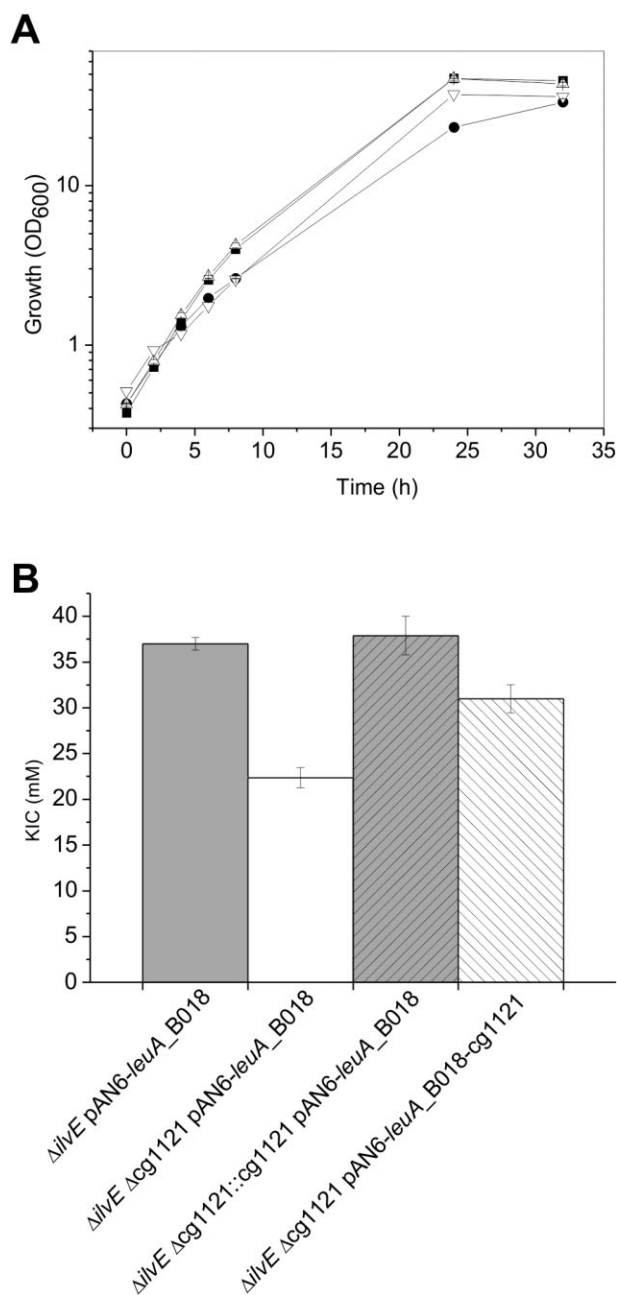 A
Growth (OD600)
10
1
0
5
10
15
20
25
30
35
Time (h)
B
KIC (mM)
40
35
30
25
20
15
10
5
0
ΔilvE pAN6-leuA_B018
ΔilvE Δcg1121 pAN6-leuA_B018
ΔilvE Δcg1121::cg1121 pAN6-leuA_B018
ΔilvE Δcg1121 pAN6-leuA_B018-cg1121